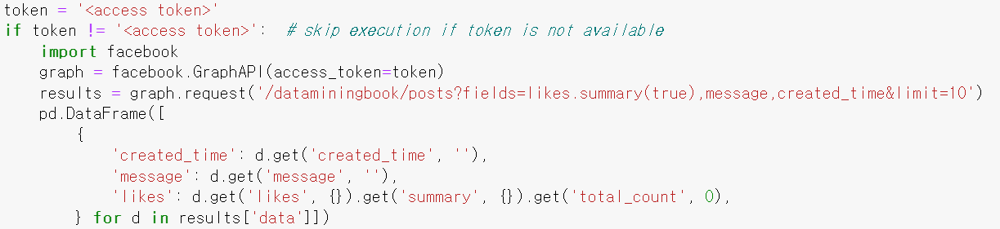 token = '<access token>'
if token != '<access token>':  # skip execution if token is not available
    import facebook
    graph = facebook.GraphAPI(access_token=token)
    results = graph.request('/dataminingbook/posts?fields=likes.summary(true),message,created_time&limit=10')
    pd.DataFrame([
        {
            'created_time': d.get('created_time', ''),
            'message': d.get('message', ''),
            'likes': d.get('likes', {}).get('summary', {}).get('total_count', 0),
        } for d in results['data']])